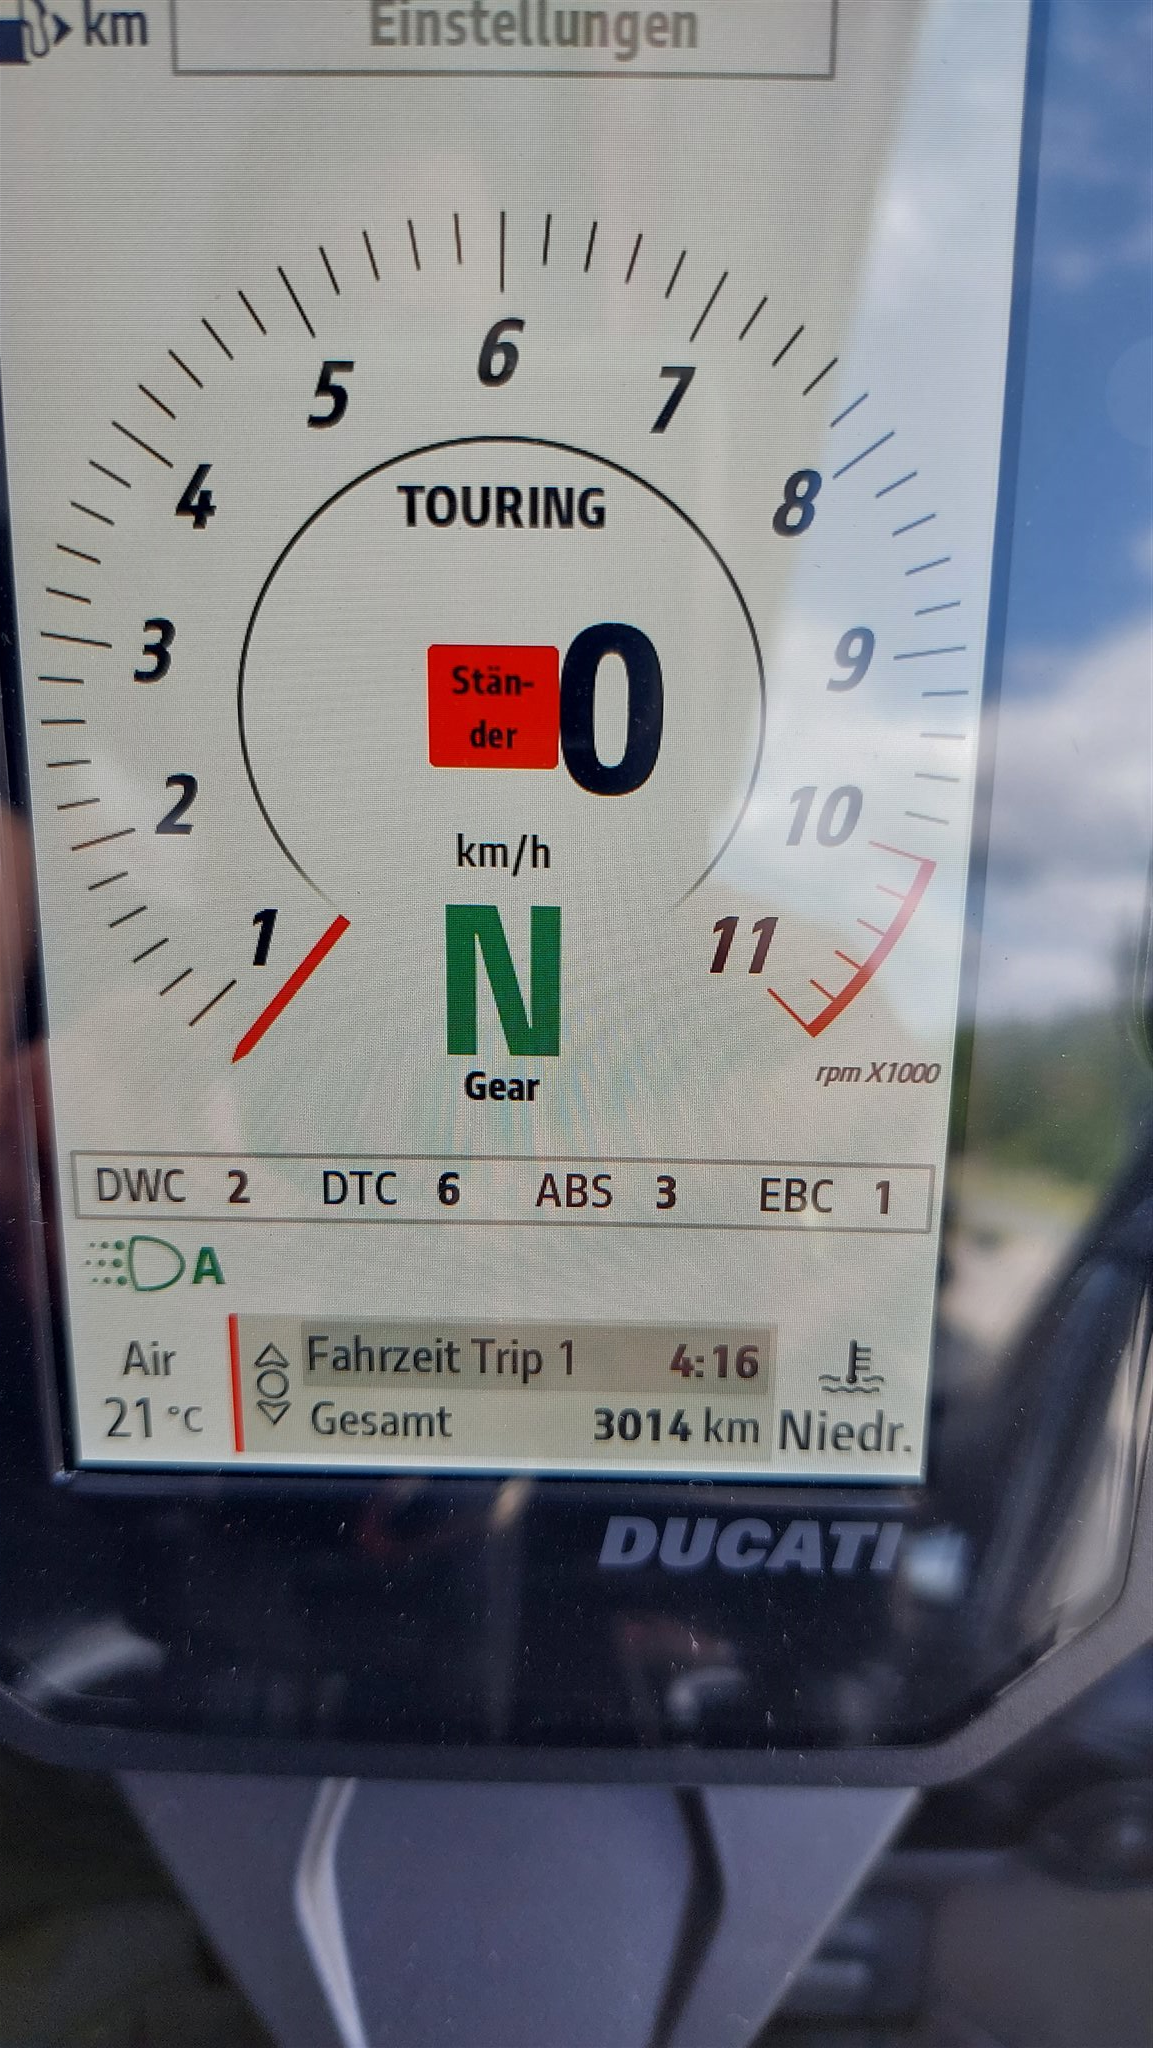 km
Einstellungen
6
5
7
4
8
TOURING
3
9
Stän-
der
0
2
10
km/h
1
N
11
Gear
rpm X1000
DWC 2 DTC 6 ABS 3 EBC 1
A
Air
21 °C
Fahrzeit Trip 1 4:16
Gesamt 3014 km
Niedr.
DUCATI